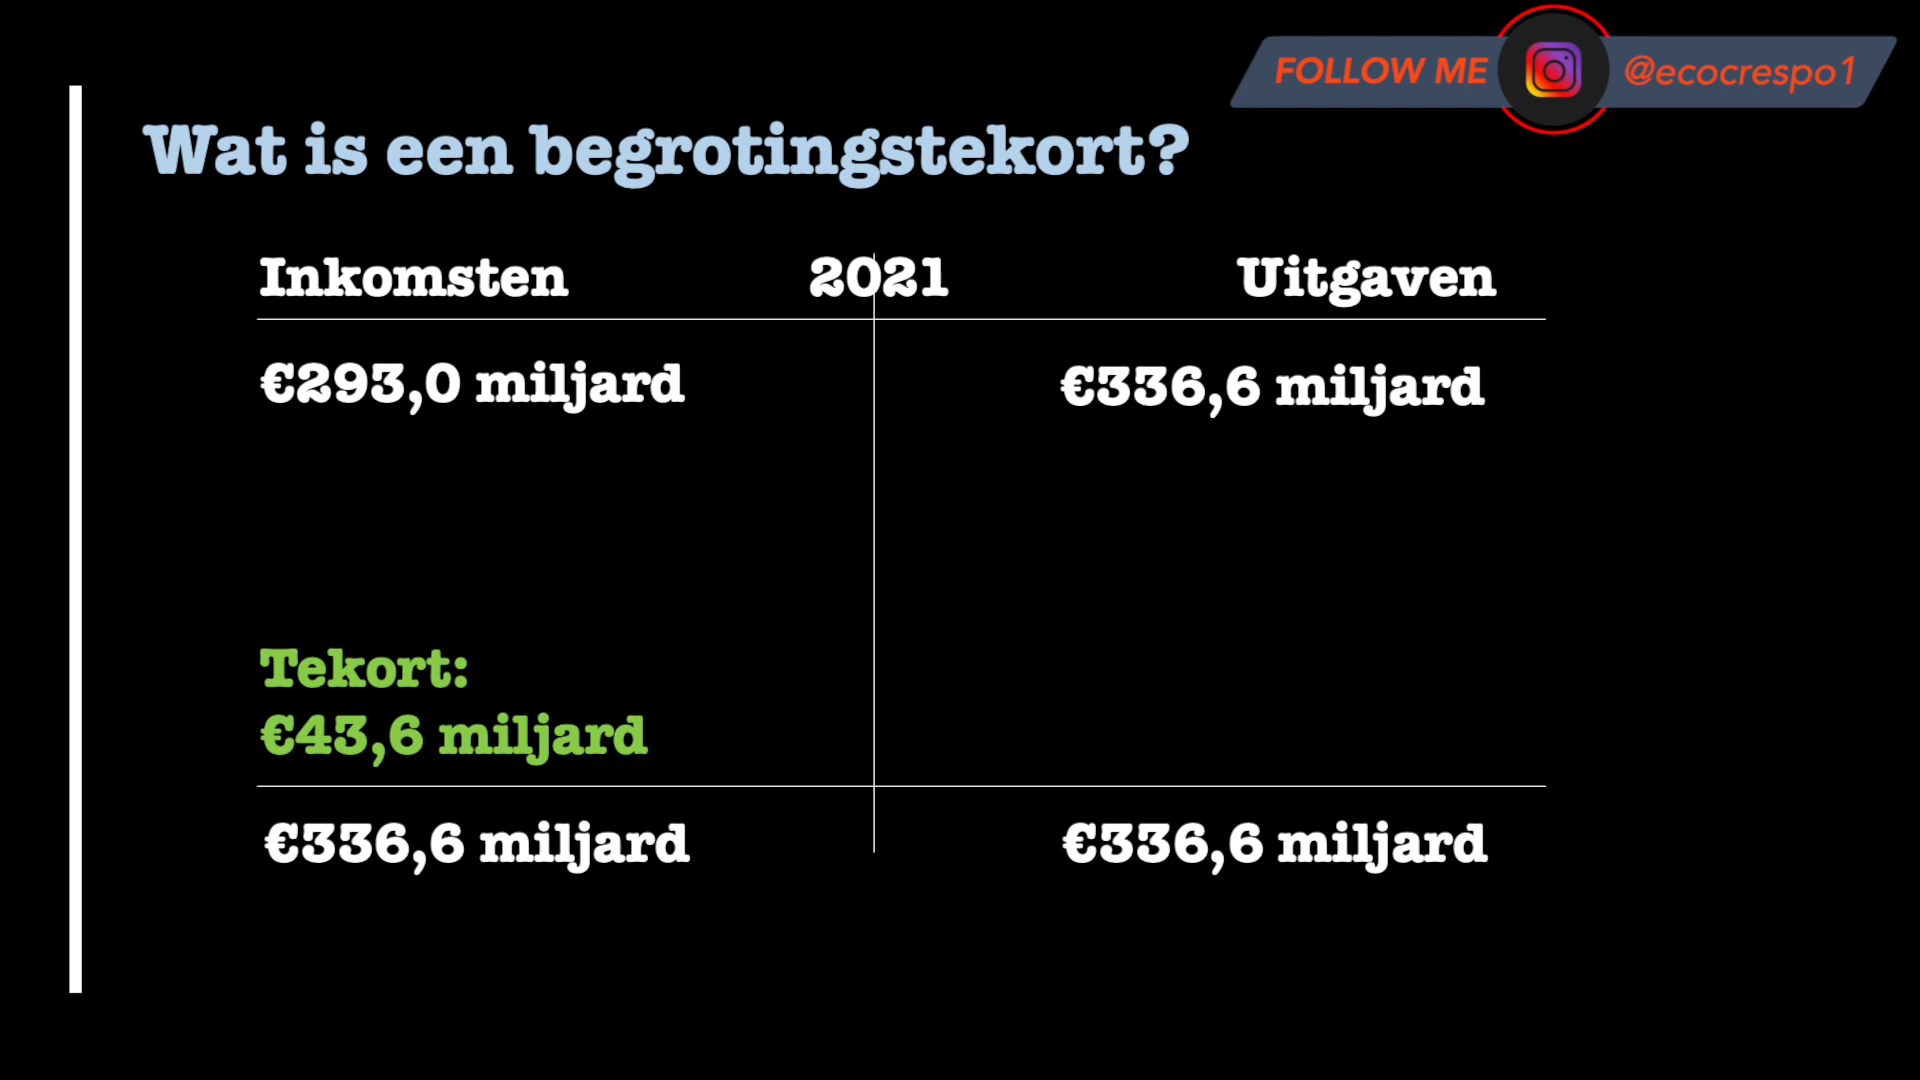 FOLLOW ME @ecocrespo1
Wat is een begrotingstekort?
Inkomsten 2021 Uitgaven
€293,0 miljard €336,6 miljard
Tekort:
€43,6 miljard
€336,6 miljard €336,6 miljard